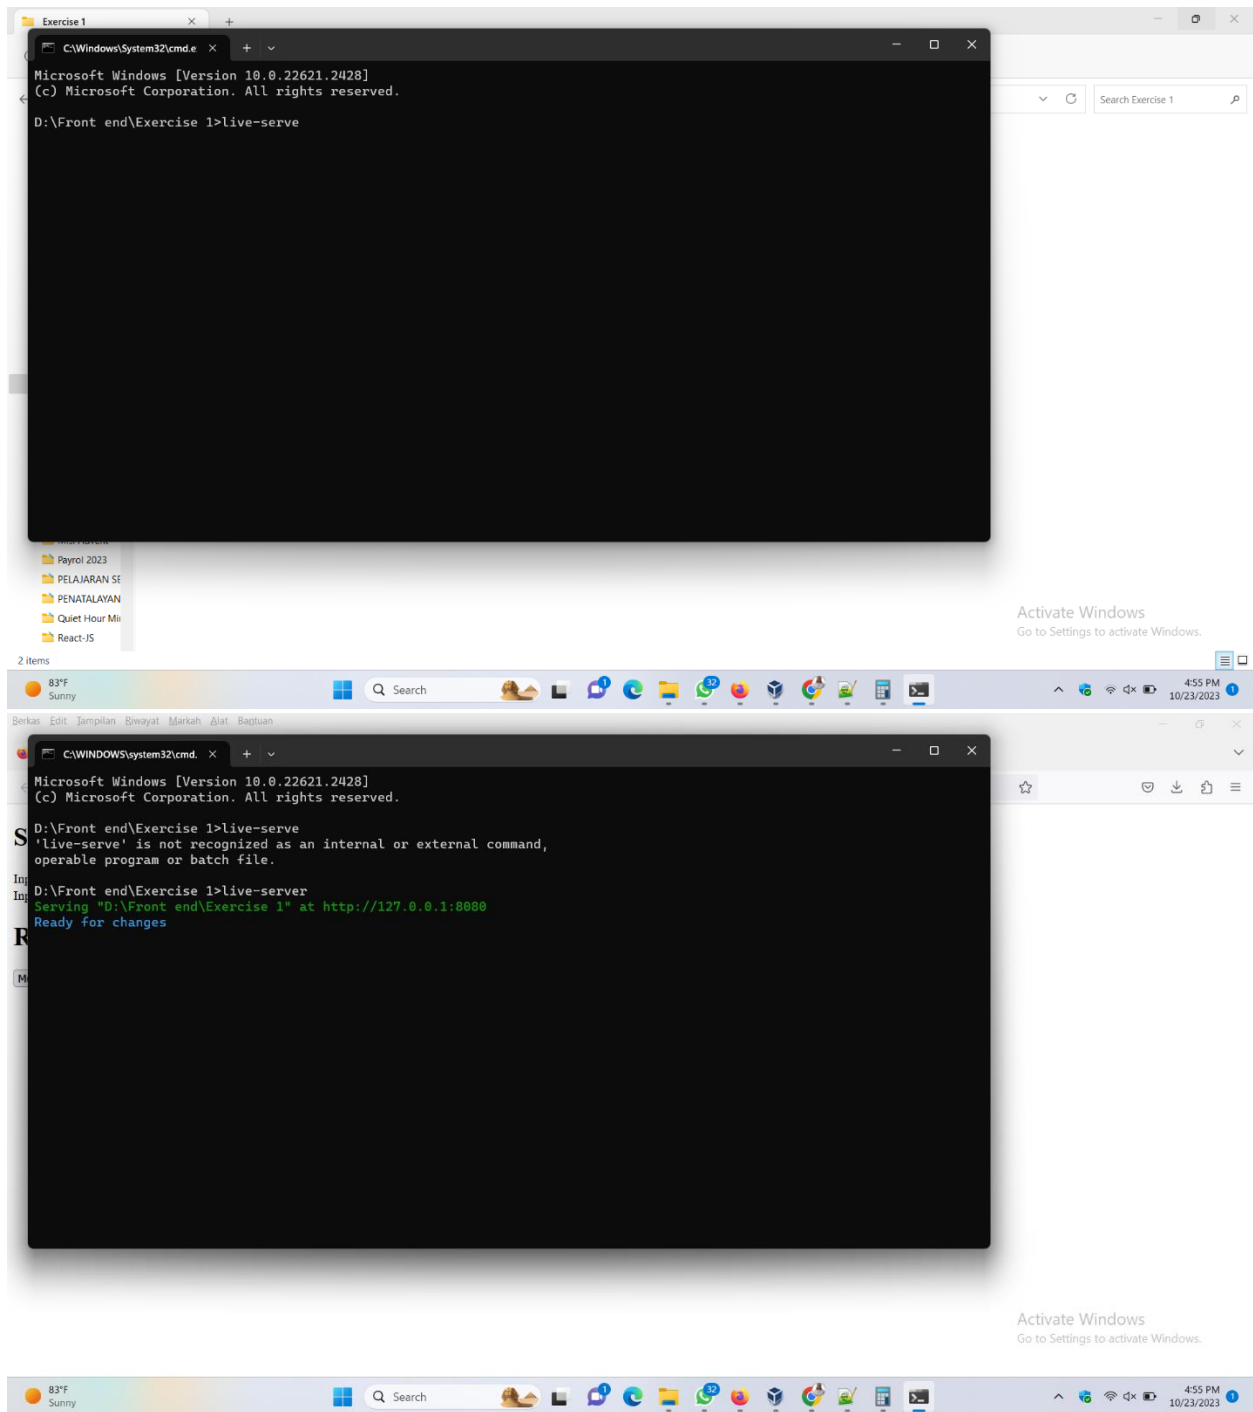 Exercise 1
C:\Windows\System32\cmd.e
Microsoft Windows [Version 10.0.22621.2428]
(c) Microsoft Corporation. All rights reserved.
Search Exercise 1
D:\Front end\Exercise 1>live-serve
Payrol 2023
PELAJARAN SE
PENATALAYAN
Quiet Hour Mi
React-JS
Activate Windows
Go to Settings to activate Windows.
2 items
83°F
Sunny
Search
1
32
4:55 PM
10/23/2023
1
Berkas Edit Tampilan Riwayat Markah Alat Bantuan
C:\WINDOWS\system32\cmd.
Microsoft Windows [Version 10.0.22621.2428]
(c) Microsoft Corporation. All rights reserved.
D:\Front end\Exercise 1>live-serve
'live-serve' is not recognized as an internal or external command,
operable program or batch file.
D:\Front end\Exercise 1>live-server
Serving "D:\Front end\Exercise 1" at http://127.0.0.1:8080
Ready for changes
Activate Windows
Go to Settings to activate Windows.
83°F
Sunny
Search
1
32
4:55 PM
10/23/2023
1